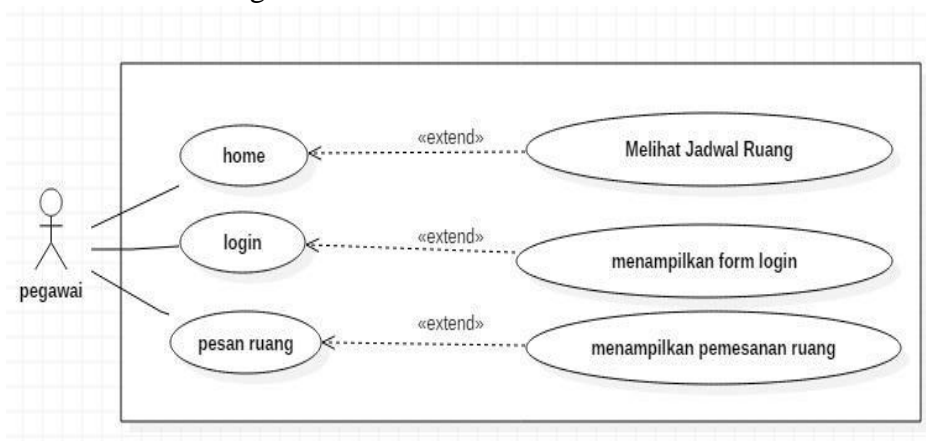 «extend»
home
Melihat Jadwal Ruang
«extend»
login
menampilkan form login
pegawai
«extend»
pesan ruang
menampilkan pemesanan ruang